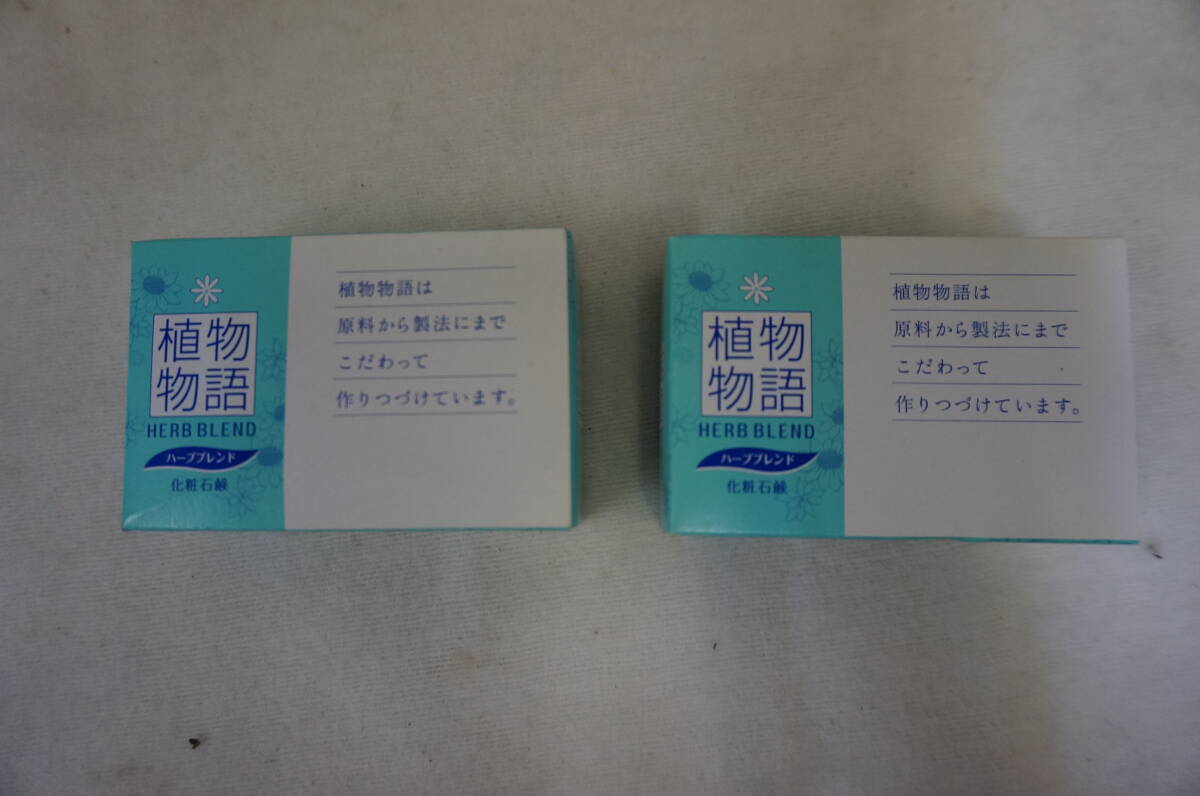 植物
物語
HERB BLEND
ハーブブレンド
化粧石鹸
植物物語は
原料から製法にまで
こだわって
作りつづけています。
植物
物語
HERB BLEND
ハーブブレンド
化粧石鹸
植物物語は
原料から製法にまで
こだわって
作りつづけています。